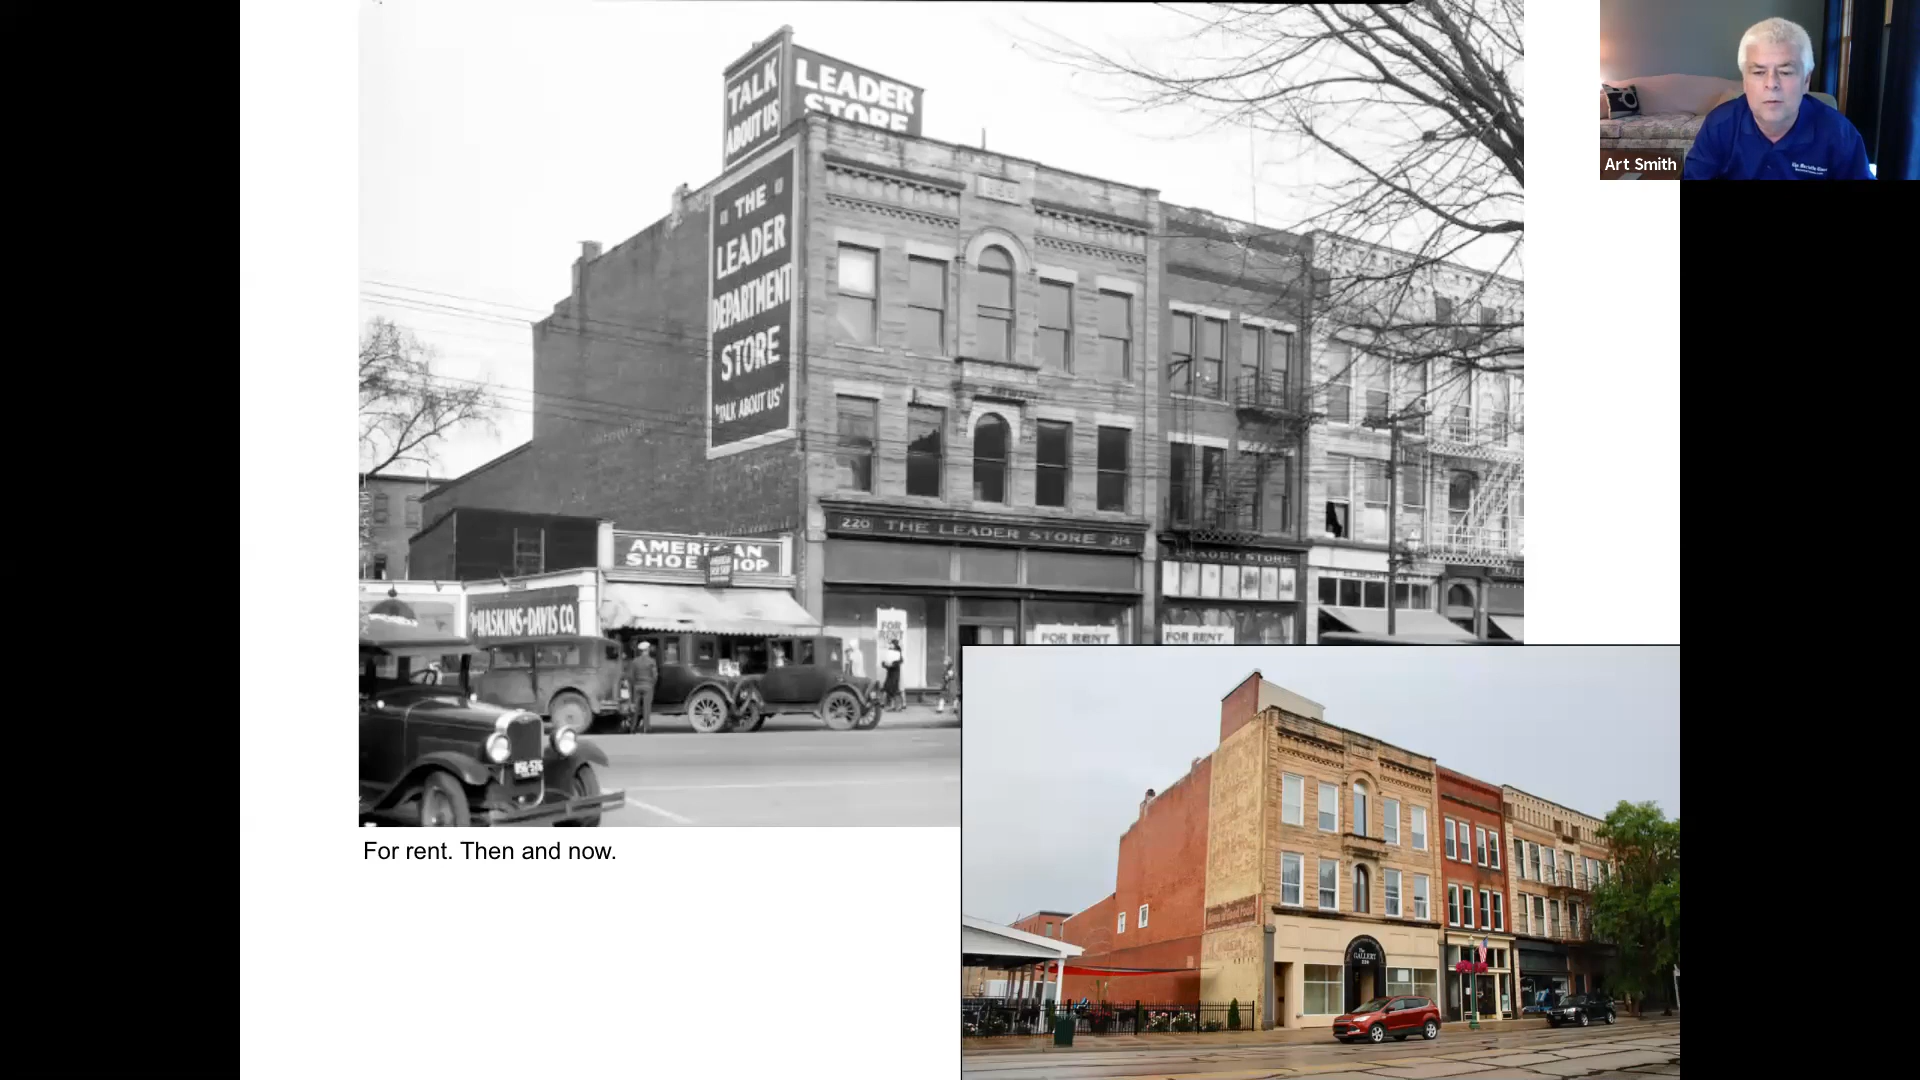 TALK
ABOUT US
LEADER
STORE
"THE
LEADER
DEPARTMENT
STORE
"TALK ABOUT US"
220 THE LEADER STORE 214
LEADER STORE
AMERICAN
SHOE SHOP
HASKINS-DAVIS CO.
FOR
RENT
FOR RENT
FOR RENT
For rent. Then and now.
The
GALLERY
Art Smith